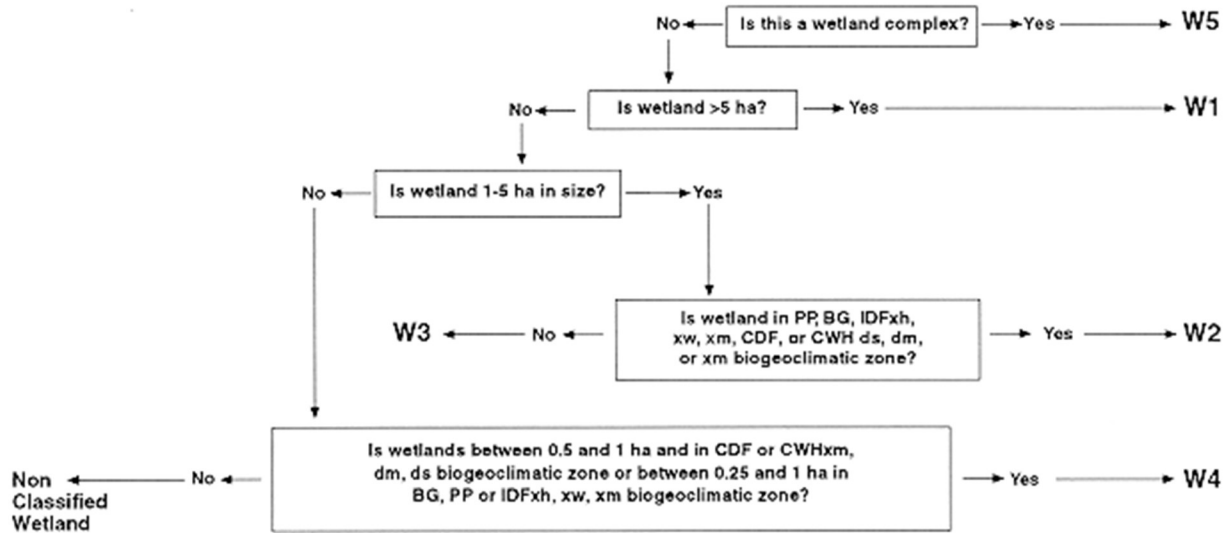 No
Is this a wetland complex?
Yes
W5
No
Is wetland >5 ha?
Yes
W1
No
Is wetland 1-5 ha in size?
Yes
W3
No
Is wetland in PP, BG, IDFxh,
xw, xm, CDF, or CWH ds, dm,
or xm biogeoclimatic zone?
Yes
W2
Non
Classified
Wetland
No
Is wetlands between 0.5 and 1 ha and in CDF or CWHxm,
dm, ds biogeoclimatic zone or between 0.25 and 1 ha in
BG, PP or IDFxh, xw, xm biogeoclimatic zone?
Yes
W4